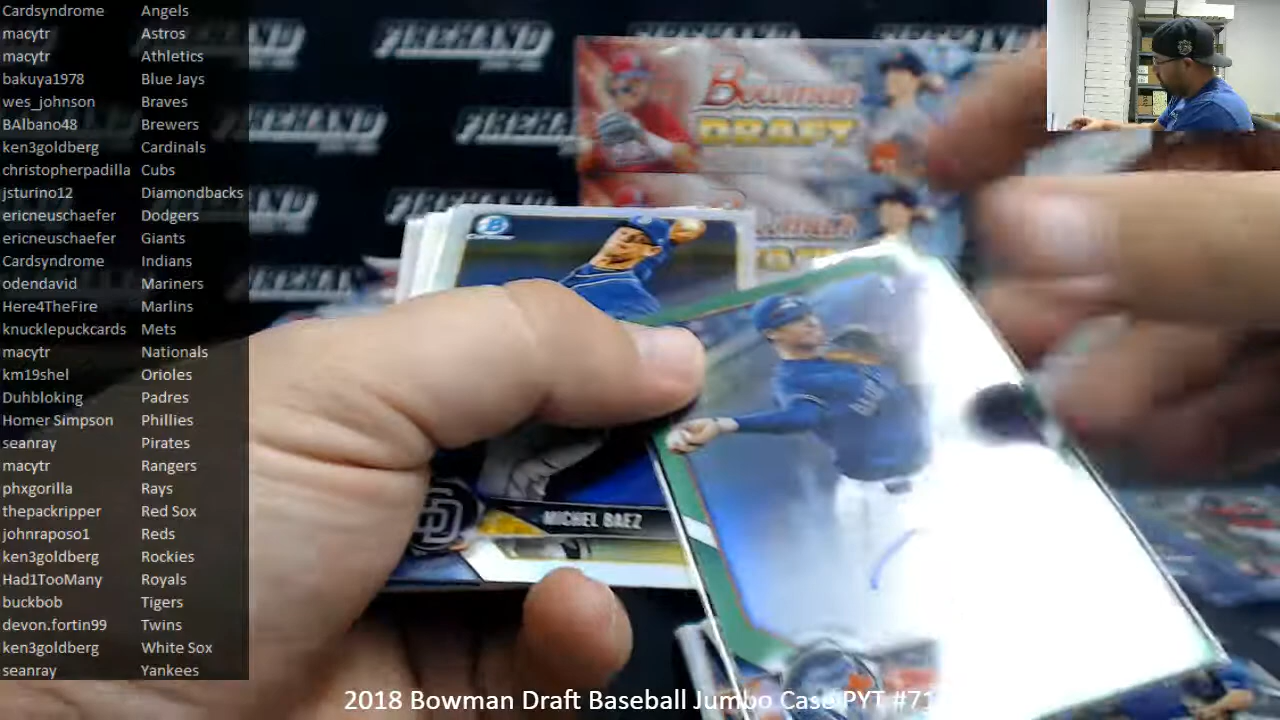 Cardsyndrome Angels
macytr Astros
macytr Athletics
bakuya1978 Blue Jays
wes_johnson Braves
BAlbano48 Brewers
ken3goldberg Cardinals
christopherpadilla Cubs
jsturino12 Diamondbacks
ericneuschaefer Dodgers
ericneuschaefer Giants
Cardsyndrome Indians
odendavid Mariners
Here4TheFire Marlins
knucklepuckcards Mets
macytr Nationals
km19shel Orioles
Duhbloking Padres
Homer Simpson Phillies
seanray Pirates
macytr Rangers
phxgorilla Rays
thepackripper Red Sox
johnraposo1 Reds
ken3goldberg Rockies
Had1TooMany Royals
buckbob Tigers
devon.fortin99 Twins
ken3goldberg White Sox
seanray Yankees
FIREHAND
FIREHAND
FIREHAND
Bowman
DRAFT
MICHEL BAEZ
2018 Bowman Draft Baseball Jumbo Case PYT #71